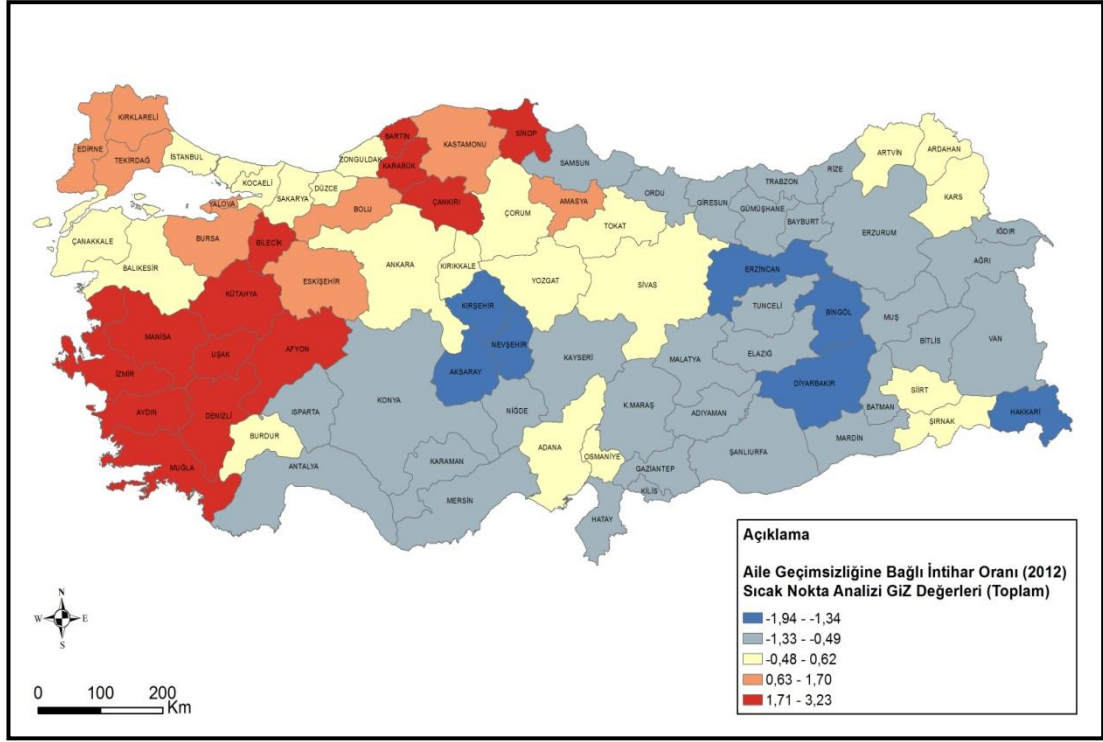 KIRKLARELİ
EDİRNE
TEKİRDAĞ
İSTANBUL
KOCAELİ
YALOVA
SAKARYA
DÜZCE
ZONGULDAK
BARTIN
KARABÜK
KASTAMONU
SİNOP
SAMSUN
ORDU
GİRESUN
TRABZON
RİZE
ARTVİN
ARDAHAN
KARS
GÜMÜŞHANE
BAYBURT
ÇANKIRI
BOLU
ÇORUM
AMASYA
TOKAT
ERZURUM
IĞDIR
AĞRI
ÇANAKKALE
BALIKESİR
BURSA
BİLECİK
ESKİŞEHİR
ANKARA
KIRIKKALE
YOZGAT
SİVAS
ERZİNCAN
TUNCELİ
BİNGÖL
MUŞ
BİTLİS
VAN
KÜTAHYA
MANİSA
UŞAK
AFYON
KIRŞEHİR
NEVŞEHİR
KAYSERİ
MALATYA
ELAZIĞ
İZMİR
AKSARAY
DİYARBAKIR
SİİRT
BATMAN
HAKKARİ
ŞIRNAK
AYDIN
DENİZLİ
ISPARTA
KONYA
NİĞDE
K.MARAŞ
ADIYAMAN
MARDİN
BURDUR
MUĞLA
ANTALYA
KARAMAN
MERSİN
ADANA
OSMANİYE
GAZİANTEP
ŞANLIURFA
KİLİS
HATAY
Açıklama
Aile Geçimsizliğine Bağlı İntihar Oranı (2012)
Sıcak Nokta Analizi GiZ Değerleri (Toplam)
-1,94 - -1,34
-1,33 - -0,49
-0,48 - 0,62
0,63 - 1,70
1,71 - 3,23
N
W E
S
0 100 200
Km